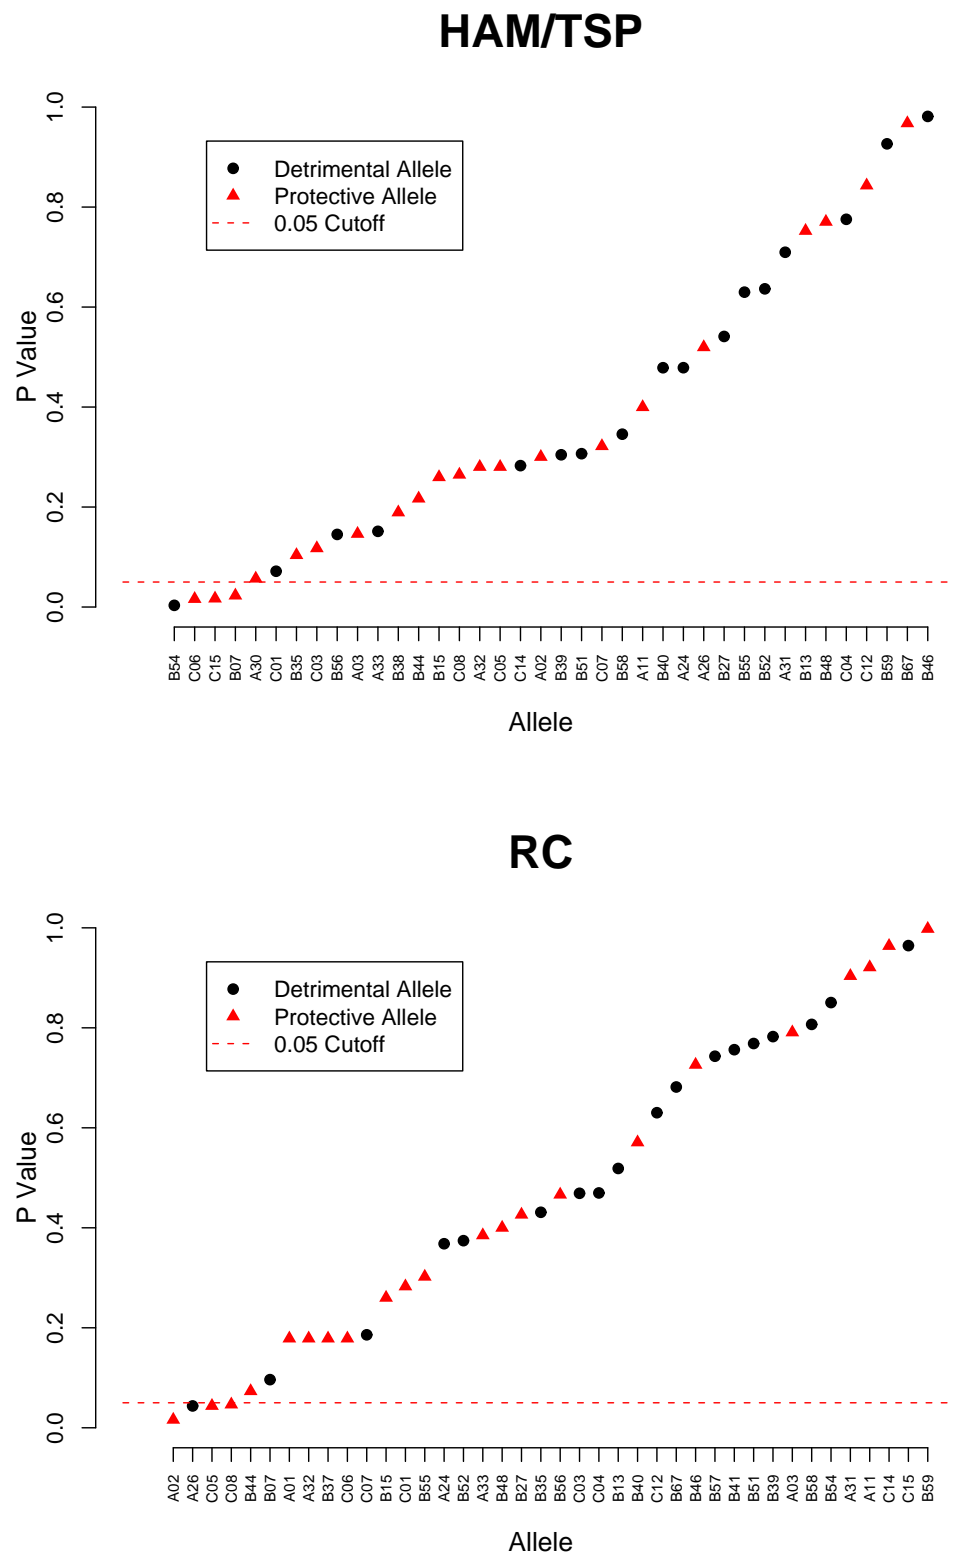 HAM/TSP
Detrimental Allele
Protective Allele
0.05 Cutoff
P Value
0.0 0.2 0.4 0.6 0.8 1.0
B54 C06 C15 B07 A30 C01 B35 C03 B56 A03 A33 B38 B44 B15 C08 A32 C05 C14 A02 B39 B51 C07 B58 A11 B40 A24 A26 B27 B55 B52 A31 B13 B48 C04 C12 B59 B67 B46
Allele
RC
Detrimental Allele
Protective Allele
0.05 Cutoff
P Value
0.0 0.2 0.4 0.6 0.8 1.0
A02 A26 C05 C08 B44 B07 A01 A32 B37 C06 C07 B15 C01 B55 A24 B52 A33 B48 B27 B35 B56 C03 C04 B13 B40 C12 B67 B46 B57 B41 B51 B39 A03 B58 B54 A31 A11 C14 C15 B59
Allele